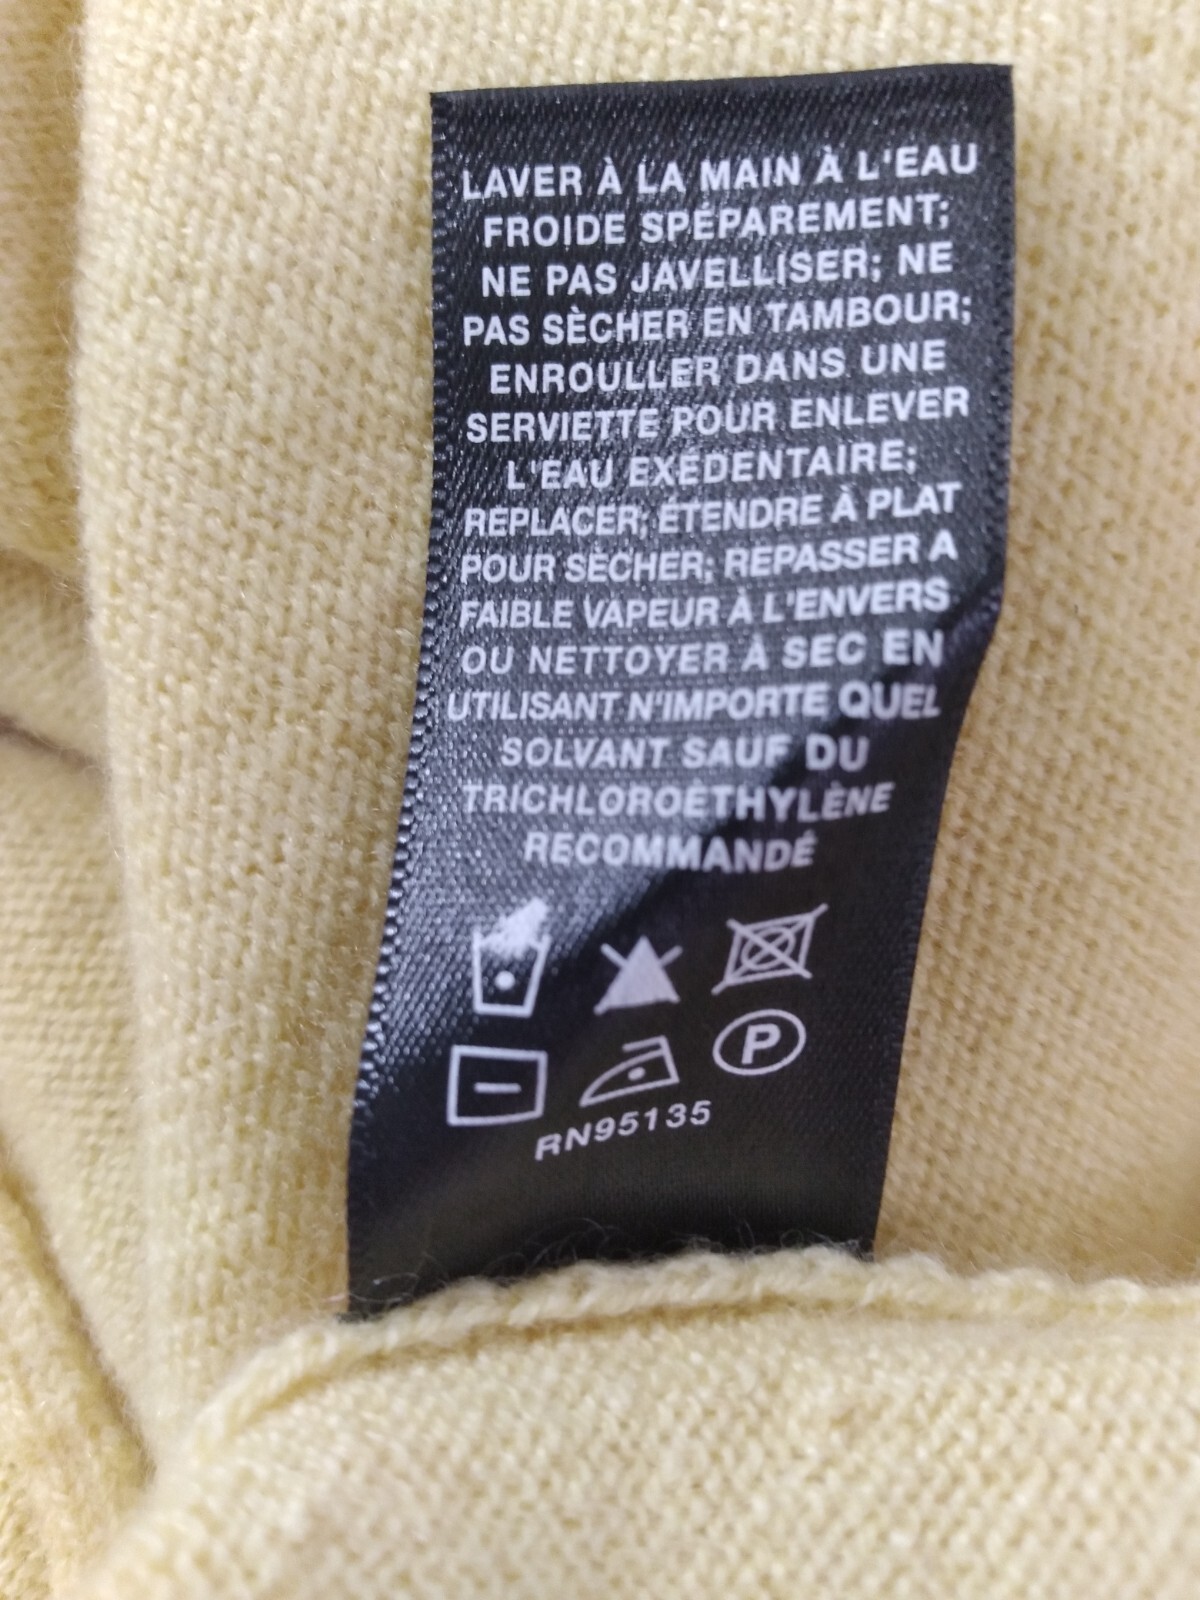 LAVER À LA MAIN À L'EAU
FROIDE SPÉPAREMENT;
NE PAS JAVELLISER; NE
PAS SÈCHER EN TAMBOUR;
ENROULLER DANS UNE
SERVIETTE POUR ENLEVER
L'EAU EXÉDENTAIRE;
REPLACER; ÉTENDRE À PLAT
POUR SÈCHER; REPASSER A
FAIBLE VAPEUR À L'ENVERS
OU NETTOYER À SEC EN
UTILISANT N'IMPORTE QUEL
SOLVANT SAUF DU
TRICHLOROÉTHYLÈNE
RECOMMANDÉ
P
RN95135